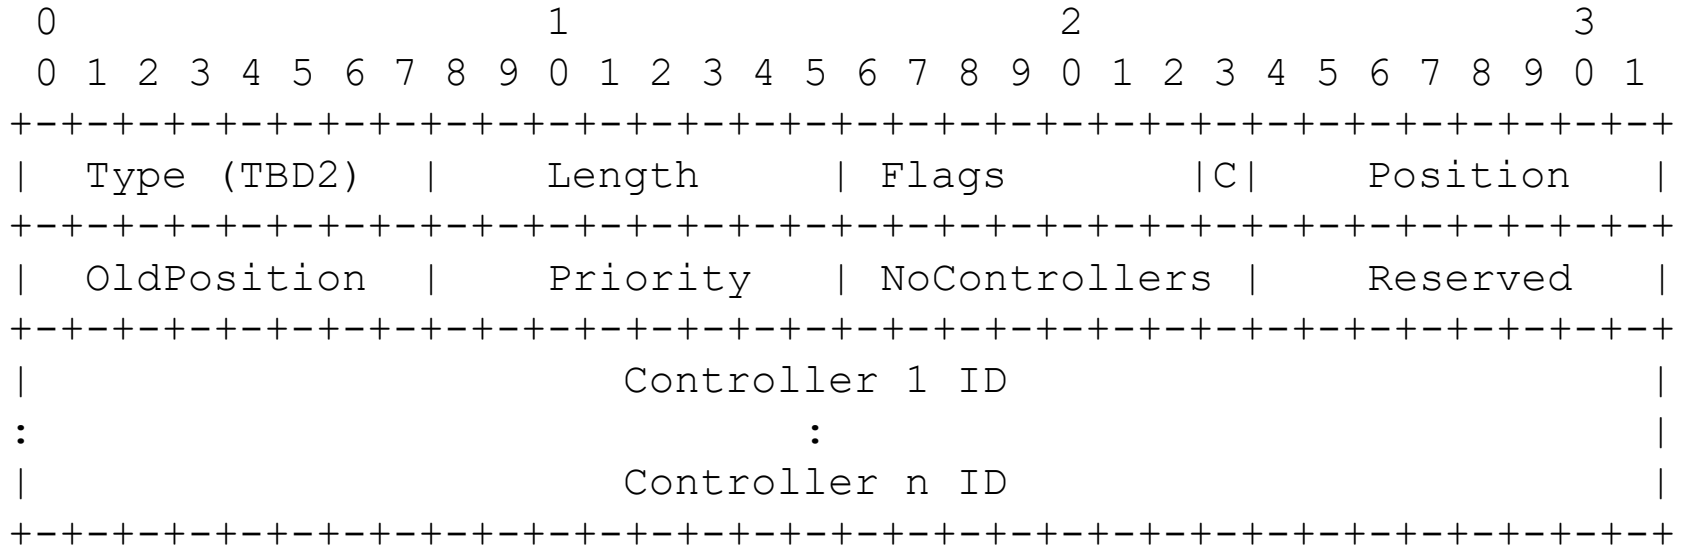 0                   1                   2                   3
 0 1 2 3 4 5 6 7 8 9 0 1 2 3 4 5 6 7 8 9 0 1 2 3 4 5 6 7 8 9 0 1
+-+-+-+-+-+-+-+-+-+-+-+-+-+-+-+-+-+-+-+-+-+-+-+-+-+-+-+-+-+-+-+-+
|  Type (TBD2)  |    Length     | Flags       |C|    Position   |
+-+-+-+-+-+-+-+-+-+-+-+-+-+-+-+-+-+-+-+-+-+-+-+-+-+-+-+-+-+-+-+-+
|  OldPosition  |    Priority   | NoControllers |    Reserved   |
+-+-+-+-+-+-+-+-+-+-+-+-+-+-+-+-+-+-+-+-+-+-+-+-+-+-+-+-+-+-+-+-+
|                       Controller 1 ID                         |
:                              :                                |
|                       Controller n ID                         |
+-+-+-+-+-+-+-+-+-+-+-+-+-+-+-+-+-+-+-+-+-+-+-+-+-+-+-+-+-+-+-+-+